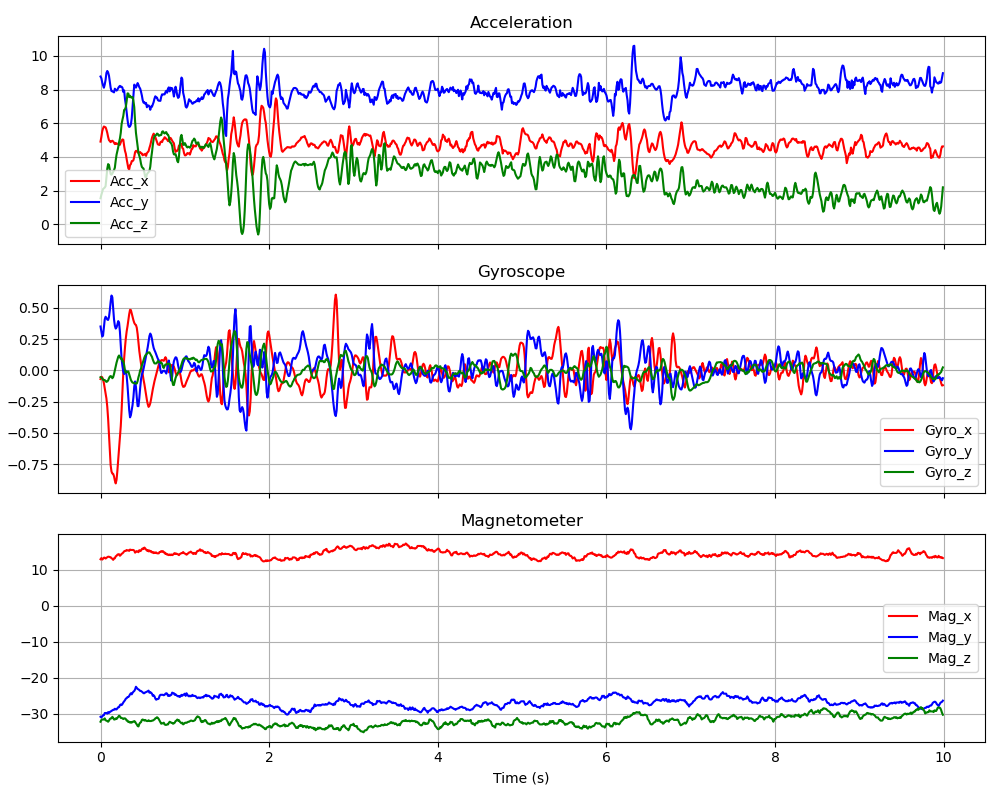 Acceleration
10
8
6
4
2
0
Acc_x
Acc_y
Acc_z
Gyroscope
0.50
0.25
0.00
−0.25
−0.50
−0.75
Gyro_x
Gyro_y
Gyro_z
Magnetometer
10
0
−10
−20
−30
Mag_x
Mag_y
Mag_z
0 2 4 6 8 10
Time (s)